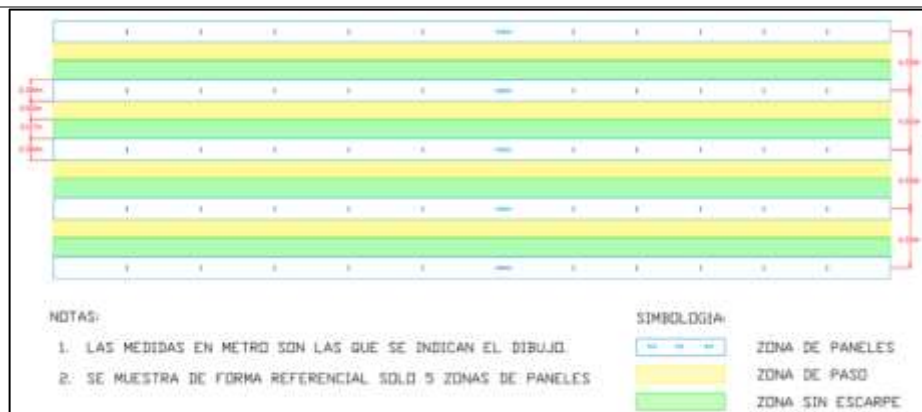 NOTAS:
1. LAS MEDIDAS EN METRO SON LAS QUE SE INDICAN EL DIBUJO.
2. SE MUESTRA DE FORMA REFERENCIAL SOLO 5 ZONAS DE PANELES
SIMBOLOGIA:
ZONA DE PANELES
ZONA DE PASO
ZONA SIN ESCARPE